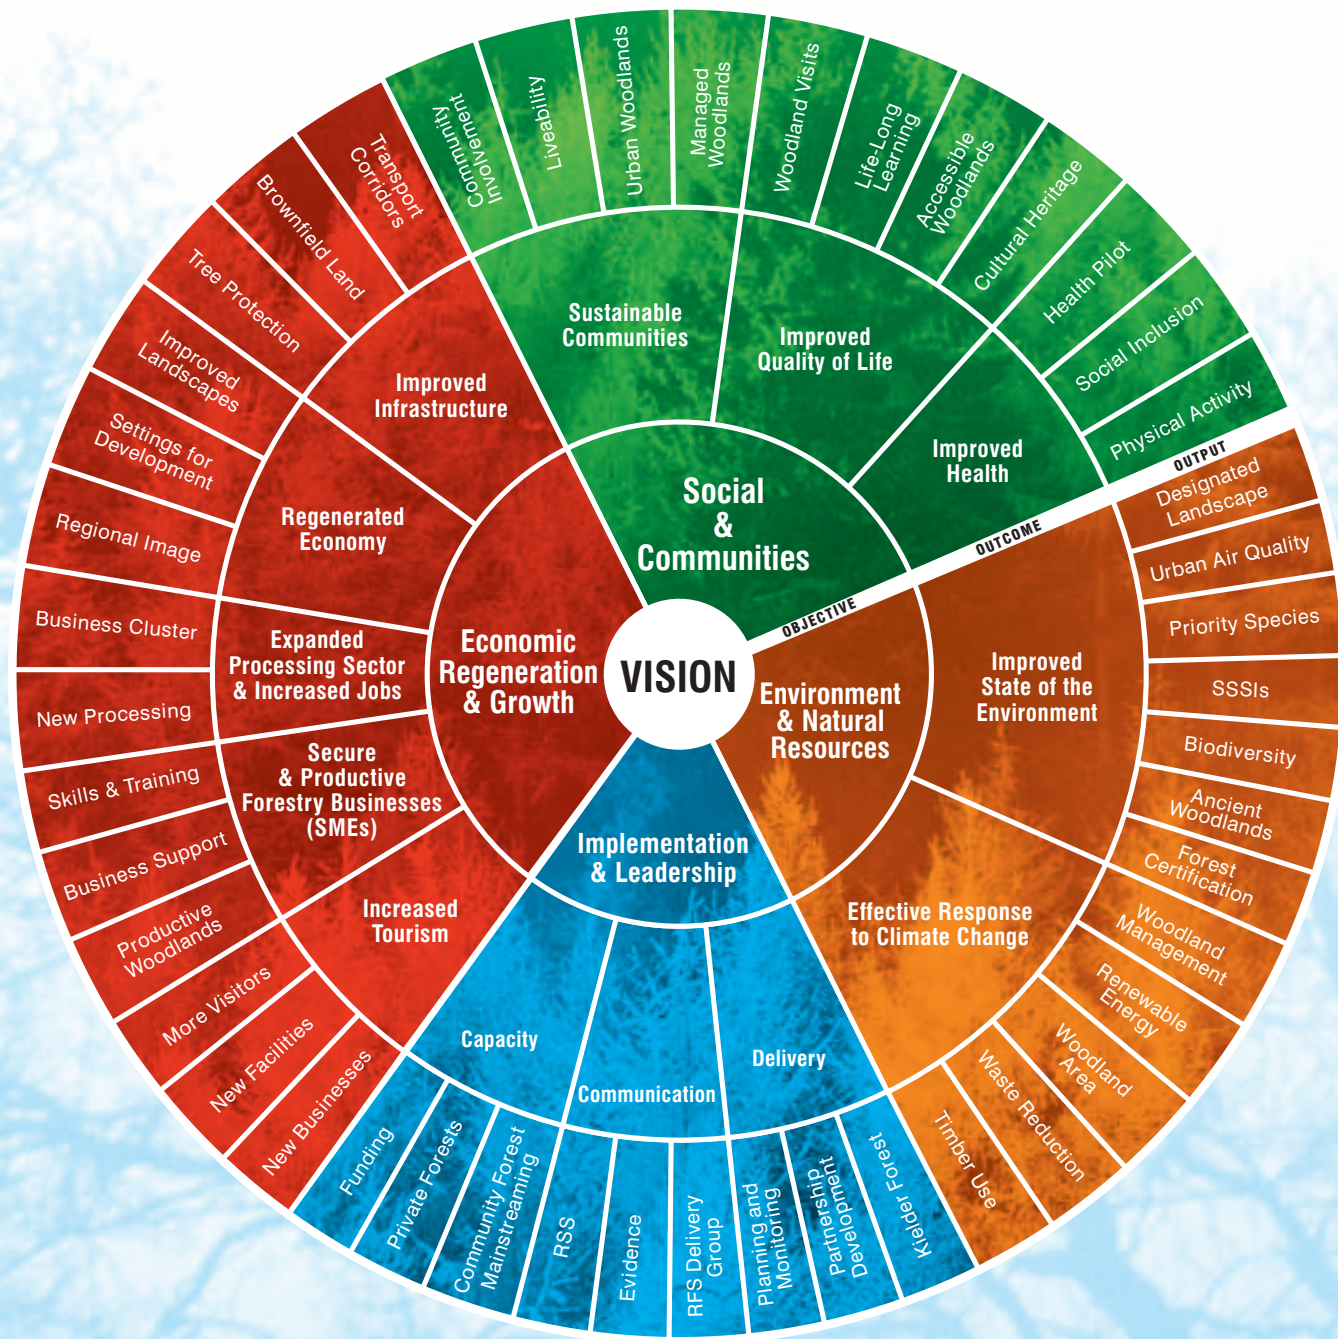 VISION
OBJECTIVE
OUTCOME
OUTPUT
Social
&
Communities
Sustainable
Communities
Community
Involvement
Liveability
Urban Woodlands
Managed
Woodlands
Improved
Quality of Life
Woodland Visits
Life-Long
Learning
Accessible
Woodlands
Cultural Heritage
Improved
Health
Health Pilot
Social Inclusion
Physical Activity
Environment
& Natural
Resources
Improved
State of the
Environment
Designated
Landscape
Urban Air Quality
Priority Species
SSSIs
Biodiversity
Ancient
Woodlands
Forest
Certification
Effective Response
to Climate Change
Woodland
Management
Renewable
Energy
Woodland
Area
Waste Reduction
Timber Use
Implementation
& Leadership
Delivery
Kielder Forest
Partnership
Development
Planning and
Monitoring
Communication
RFS Delivery
Group
Evidence
RSS
Capacity
Community Forest
Mainstreaming
Private Forests
Funding
Economic
Regeneration
& Growth
Increased
Tourism
New Businesses
New Facilities
More Visitors
Secure
& Productive
Forestry Businesses
(SMEs)
Productive
Woodlands
Business Support
Skills & Training
Expanded
Processing Sector
& Increased Jobs
New Processing
Business Cluster
Regenerated
Economy
Regional Image
Settings for
Development
Improved
Landscapes
Improved
Infrastructure
Tree Protection
Brownfield Land
Transport
Corridors